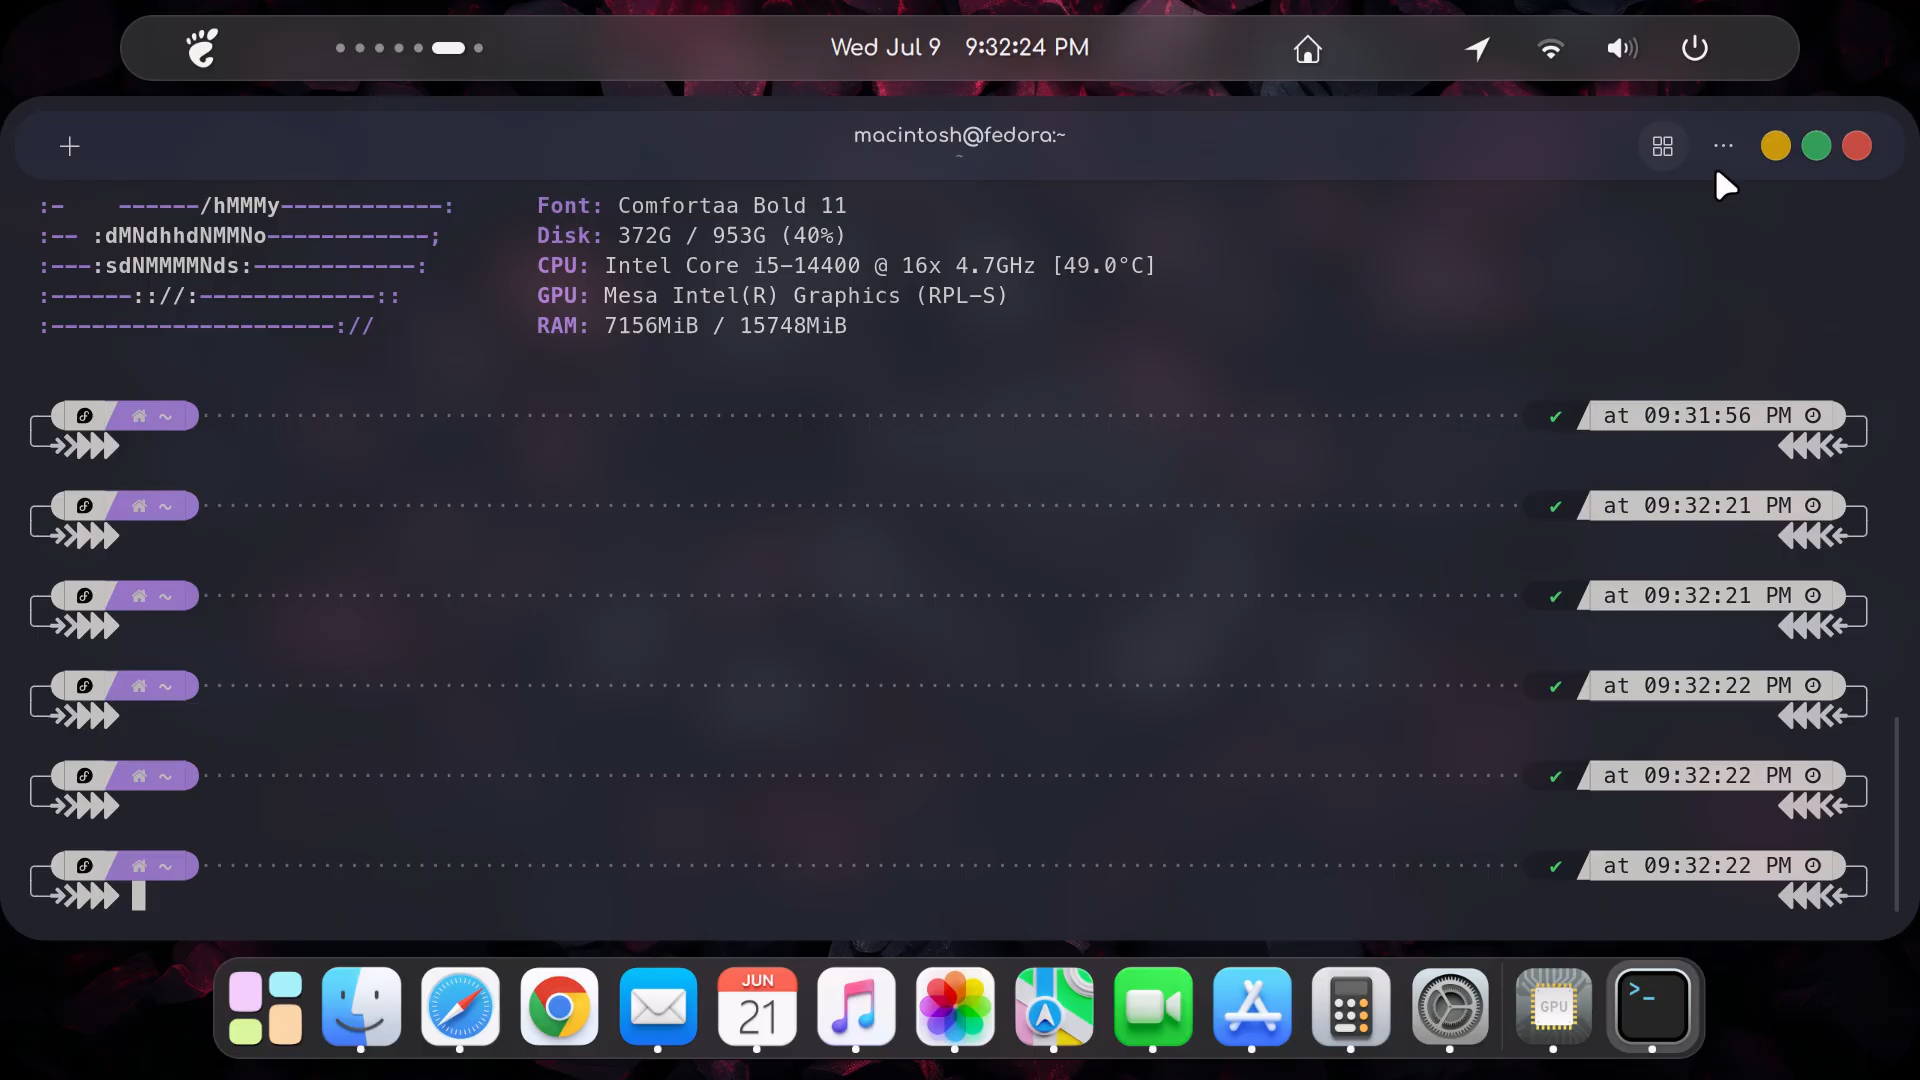 Wed Jul 9 9:32:24 PM
macintosh@fedora:~
~
:-    ------/hMMMy------------:
:-- :dMNdhhdNMMNo------------;
:---:sdNMMMMNds:------------:
:------:://:-------------::
:---------------------://
Font: Comfortaa Bold 11
Disk: 372G / 953G (40%)
CPU: Intel Core i5-14400 @ 16x 4.7GHz [49.0°C]
GPU: Mesa Intel(R) Graphics (RPL-S)
RAM: 7156MiB / 15748MiB
~ ✔ at 09:31:56 PM
~ ✔ at 09:32:21 PM
~ ✔ at 09:32:21 PM
~ ✔ at 09:32:22 PM
~ ✔ at 09:32:22 PM
~ ✔ at 09:32:22 PM
JUN
21
GPU
>_